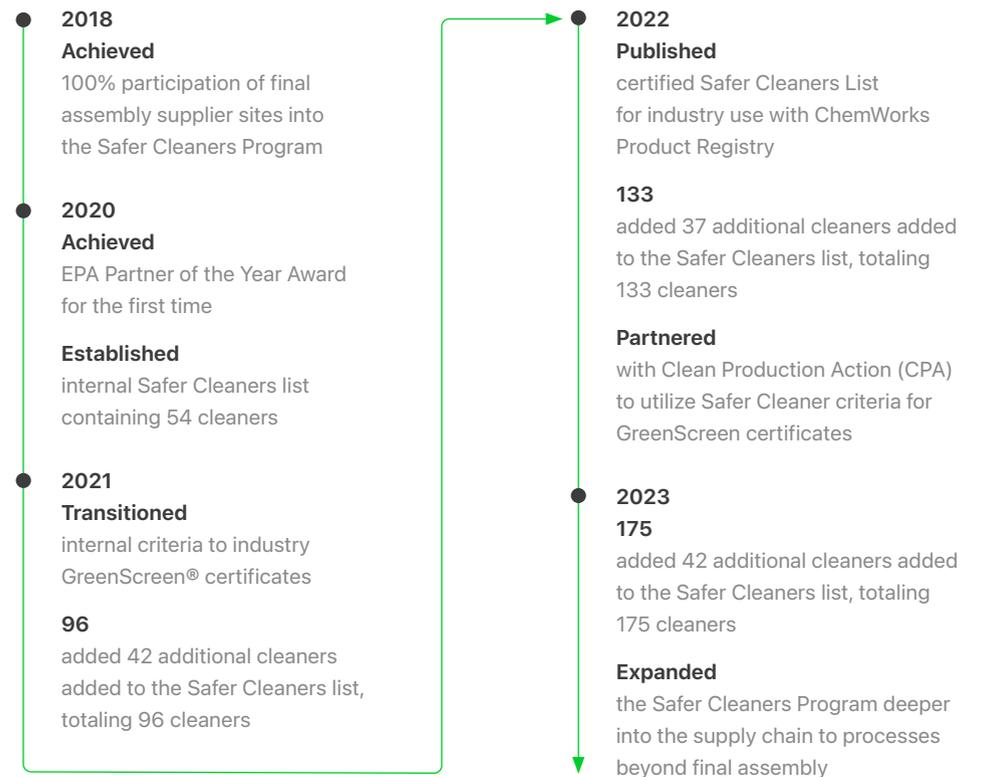 2018
Achieved
100% participation of final
assembly supplier sites into
the Safer Cleaners Program
2020
Achieved
EPA Partner of the Year Award
for the first time
Established
internal Safer Cleaners list
containing 54 cleaners
2021
Transitioned
internal criteria to industry
GreenScreen® certificates
96
added 42 additional cleaners
added to the Safer Cleaners list,
totaling 96 cleaners
2022
Published
certified Safer Cleaners List
for industry use with ChemWorks
Product Registry
133
added 37 additional cleaners added
to the Safer Cleaners list, totaling
133 cleaners
Partnered
with Clean Production Action (CPA)
to utilize Safer Cleaner criteria for
GreenScreen certificates
2023
175
added 42 additional cleaners added
to the Safer Cleaners list, totaling
175 cleaners
Expanded
the Safer Cleaners Program deeper
into the supply chain to processes
beyond final assembly